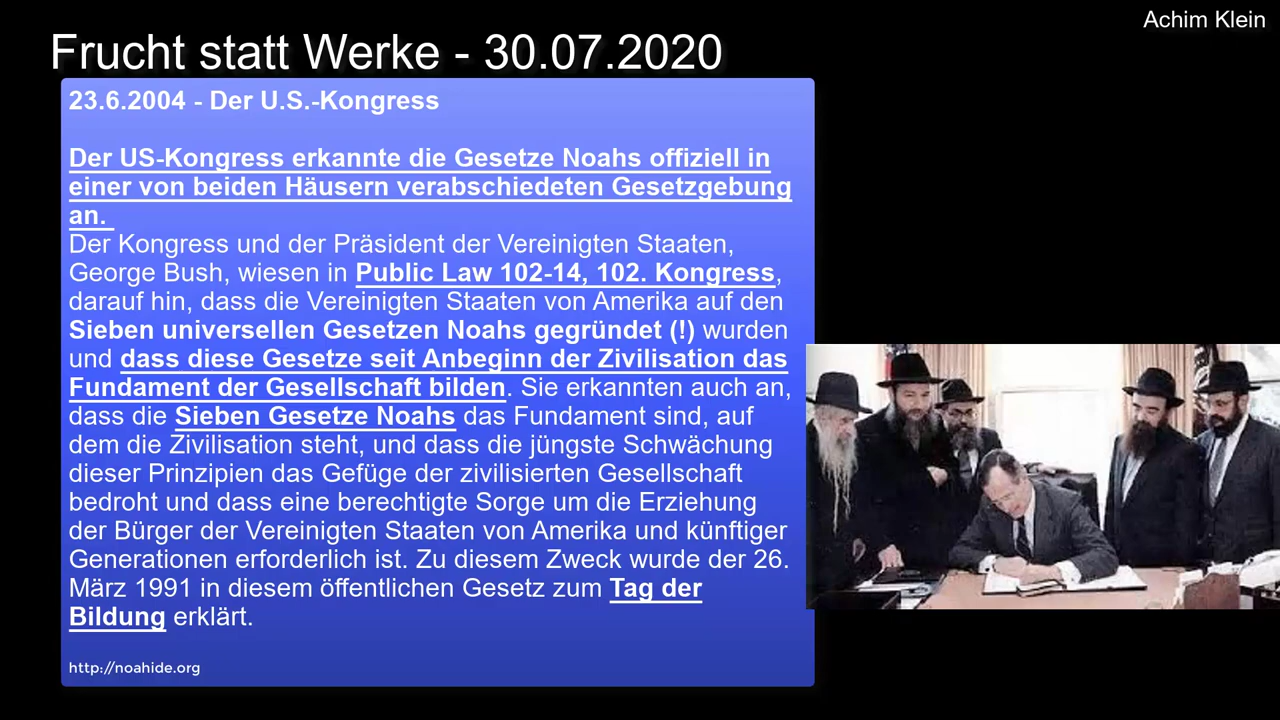 Achim Klein
Frucht statt Werke - 30.07.2020
23.6.2004 - Der U.S.-Kongress
Der US-Kongress erkannte die Gesetze Noahs offiziell in
einer von beiden Häusern verabschiedeten Gesetzgebung
an.
Der Kongress und der Präsident der Vereinigten Staaten,
George Bush, wiesen in Public Law 102-14, 102. Kongress,
darauf hin, dass die Vereinigten Staaten von Amerika auf den
Sieben universellen Gesetzen Noahs gegründet (!) wurden
und dass diese Gesetze seit Anbeginn der Zivilisation das
Fundament der Gesellschaft bilden. Sie erkannten auch an,
dass die Sieben Gesetze Noahs das Fundament sind, auf
dem die Zivilisation steht, und dass die jüngste Schwächung
dieser Prinzipien das Gefüge der zivilisierten Gesellschaft
bedroht und dass eine berechtigte Sorge um die Erziehung
der Bürger der Vereinigten Staaten von Amerika und künftiger
Generationen erforderlich ist. Zu diesem Zweck wurde der 26.
März 1991 in diesem öffentlichen Gesetz zum Tag der
Bildung erklärt.
http://noahide.org